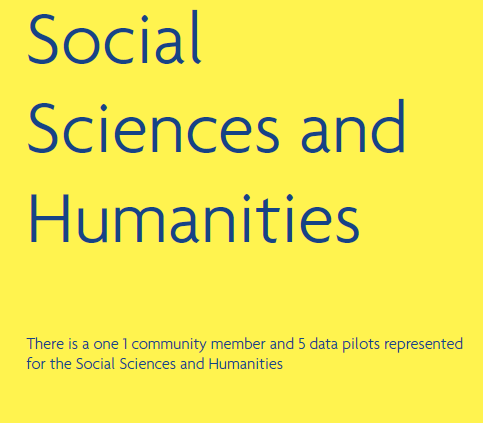 Social
Sciences and
Humanities
There is a one 1 community member and 5 data pilots represented
for the Social Sciences and Humanities